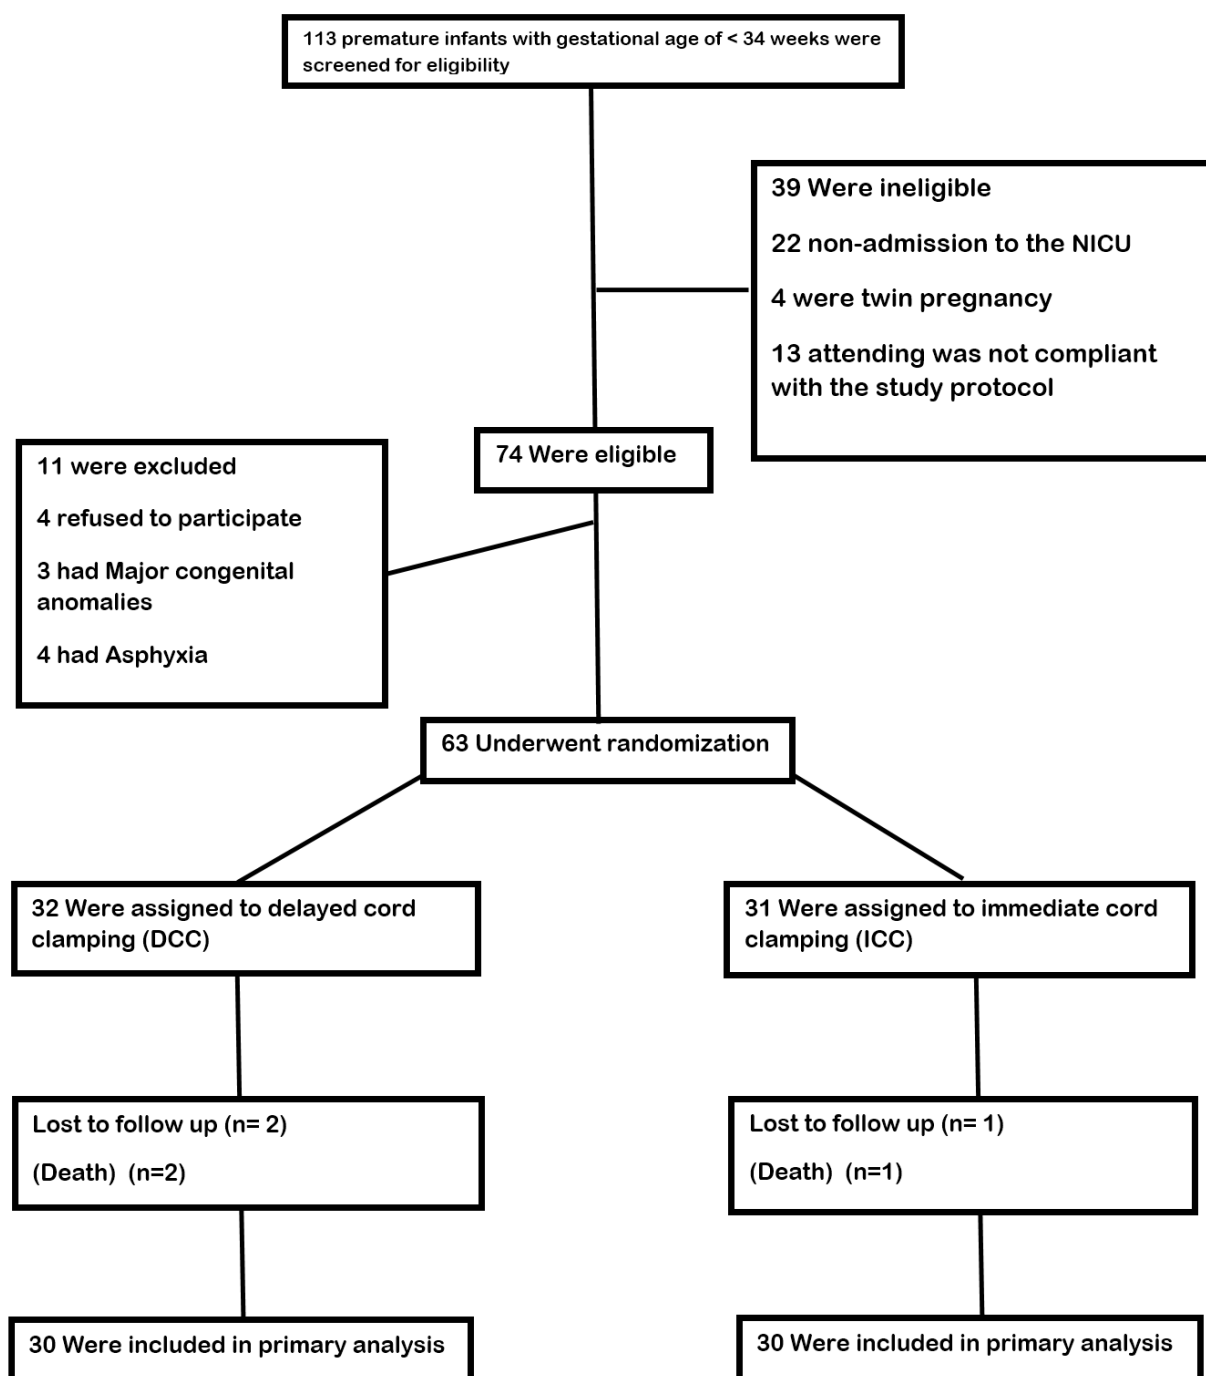 113 premature infants with gestational age of < 34 weeks were
screened for eligibility
39 Were ineligible
22 non-admission to the NICU
4 were twin pregnancy
13 attending was not compliant
with the study protocol
74 Were eligible
11 were excluded
4 refused to participate
3 had Major congenital
anomalies
4 had Asphyxia
63 Underwent randomization
32 Were assigned to delayed cord
clamping (DCC)
31 Were assigned to immediate cord
clamping (ICC)
Lost to follow up (n= 2)
(Death) (n=2)
Lost to follow up (n= 1)
(Death) (n=1)
30 Were included in primary analysis
30 Were included in primary analysis